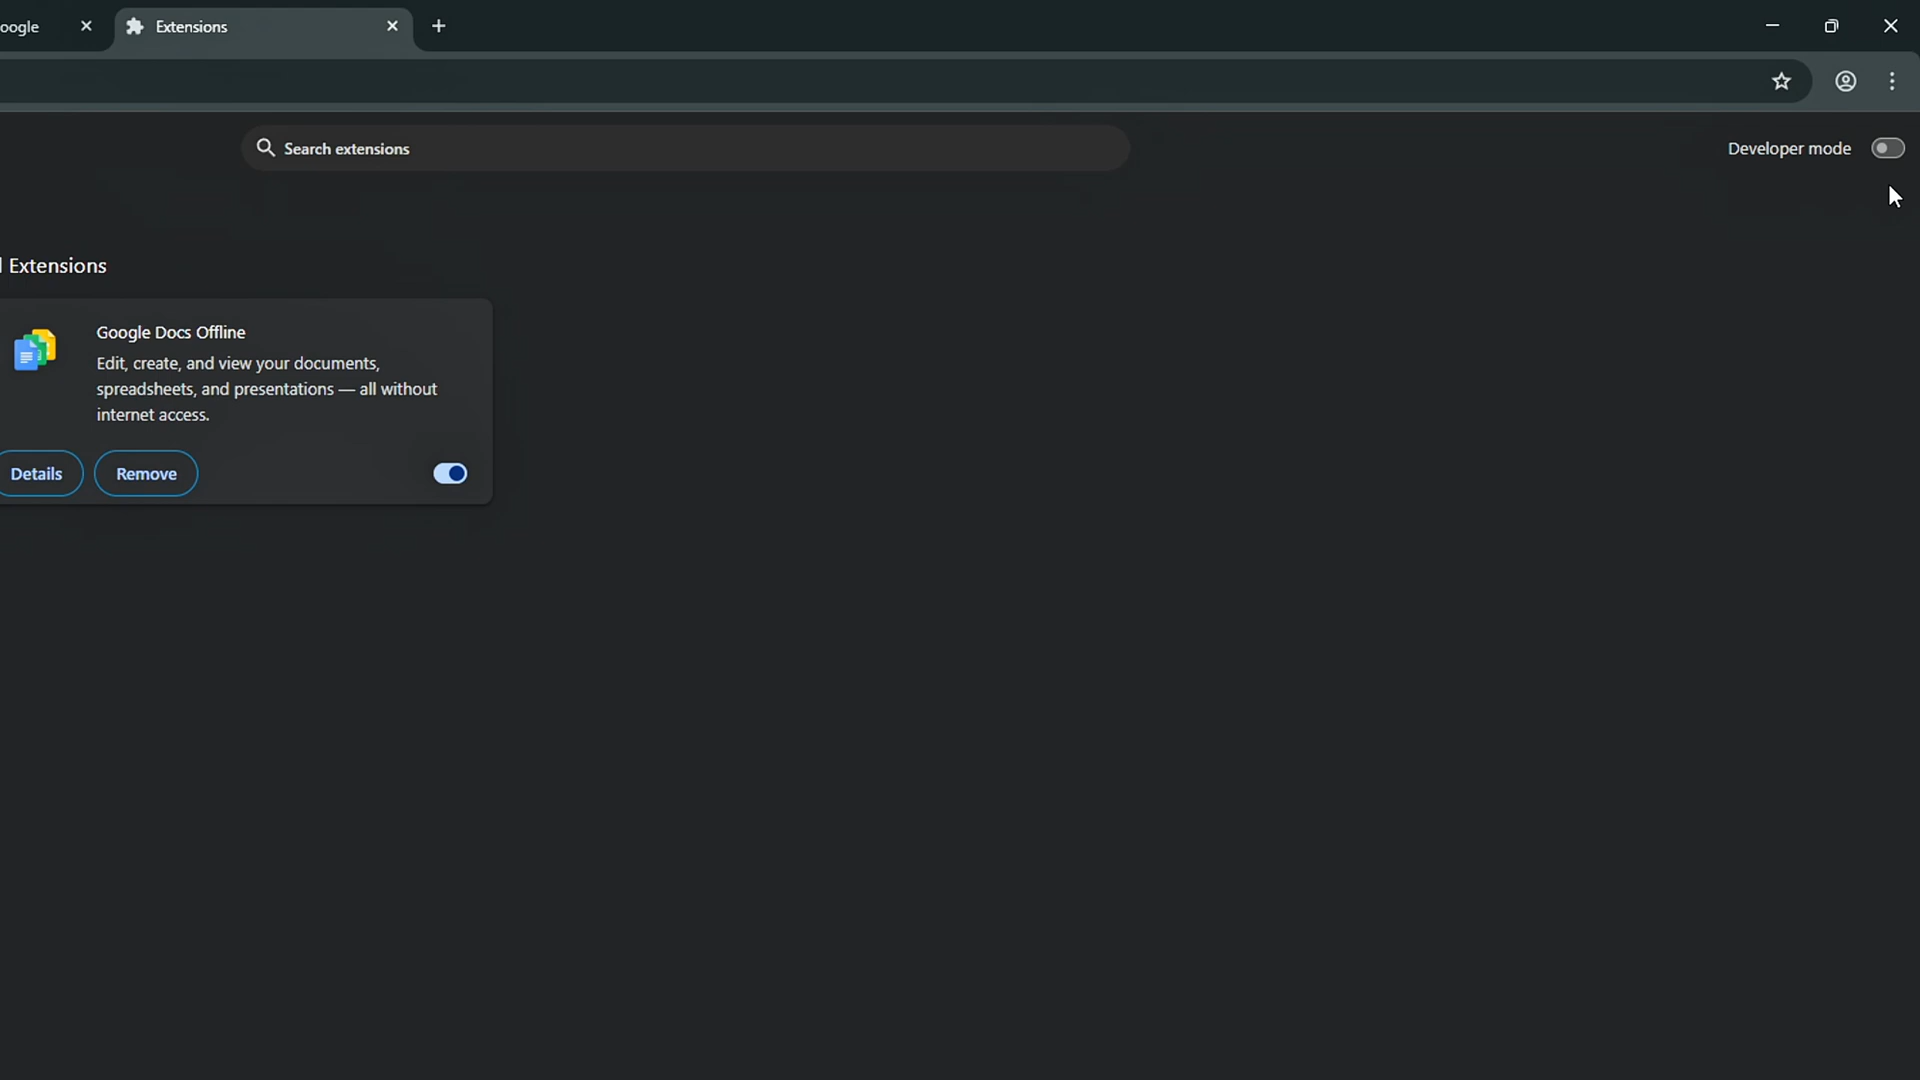 oogle
Extensions
Search extensions
Developer mode
Extensions
Google Docs Offline
Edit, create, and view your documents,
spreadsheets, and presentations — all without
internet access.
Details
Remove